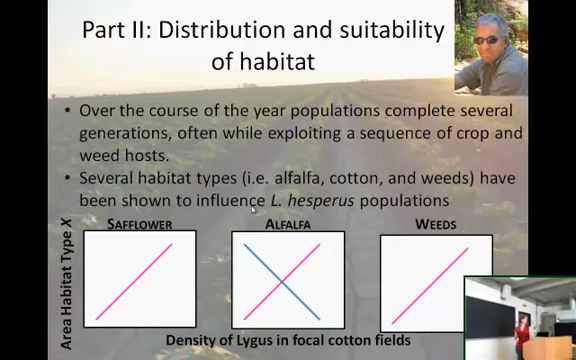 Part II: Distribution and suitability
of habitat
• Over the course of the year populations complete several
generations, often while exploiting a sequence of crop and
weed hosts.
• Several habitat types (i.e. alfalfa, cotton, and weeds) have
been shown to influence L. hesperus populations
SAFFLOWER
ALFALFA
WEEDS
Area Habitat Type X
Density of Lygus in focal cotton fields